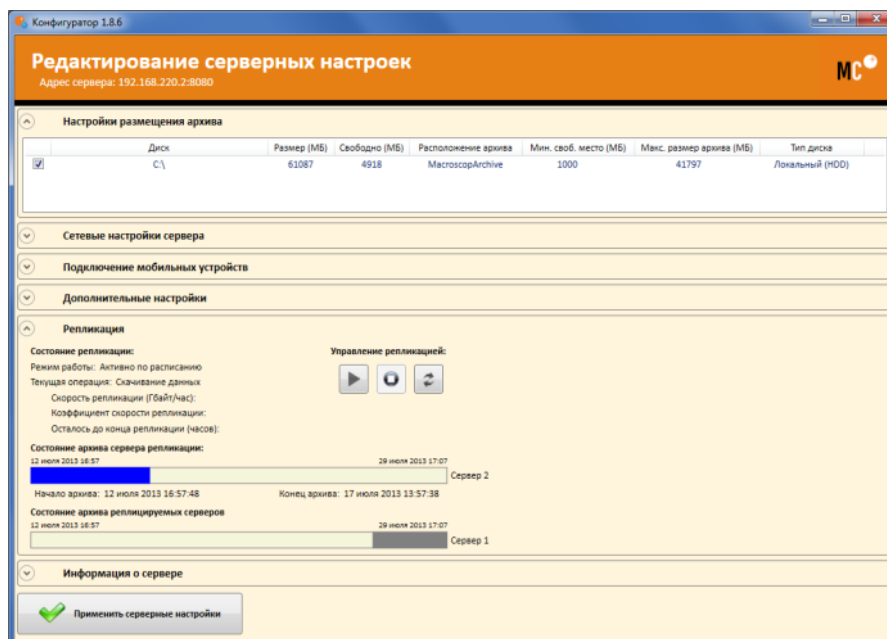 Конфигуратор 1.8.6
Редактирование серверных настроек
Адрес сервера: 192.168.220.2:8080
МС
Настройки размещения архива
Диск Размер (МБ) Свободно (МБ) Расположение архива Мин. своб. место (МБ) Макс. размер архива (МБ) Тип диска
C:\ 61087 4918 MacroscopArchive 1000 41797 Локальный (HDD)
Сетевые настройки сервера
Подключение мобильных устройств
Дополнительные настройки
Репликация
Состояние репликации: Управление репликацией:
Режим работы: Активно по расписанию
Текущая операция: Скачивание данных
Скорость репликации (Гбайт/час):
Коэффициент скорости репликации:
Осталось до конца репликации (часов):
Состояние архива сервера репликации:
12 июля 2013 16:57 29 июля 2013 17:07
Сервер 2
Начало архива: 12 июля 2013 16:57:48 Конец архива: 17 июля 2013 13:57:38
Состояние архива реплицируемых серверов
12 июля 2013 16:57 29 июля 2013 17:07
Сервер 1
Информация о сервере
Применить серверные настройки